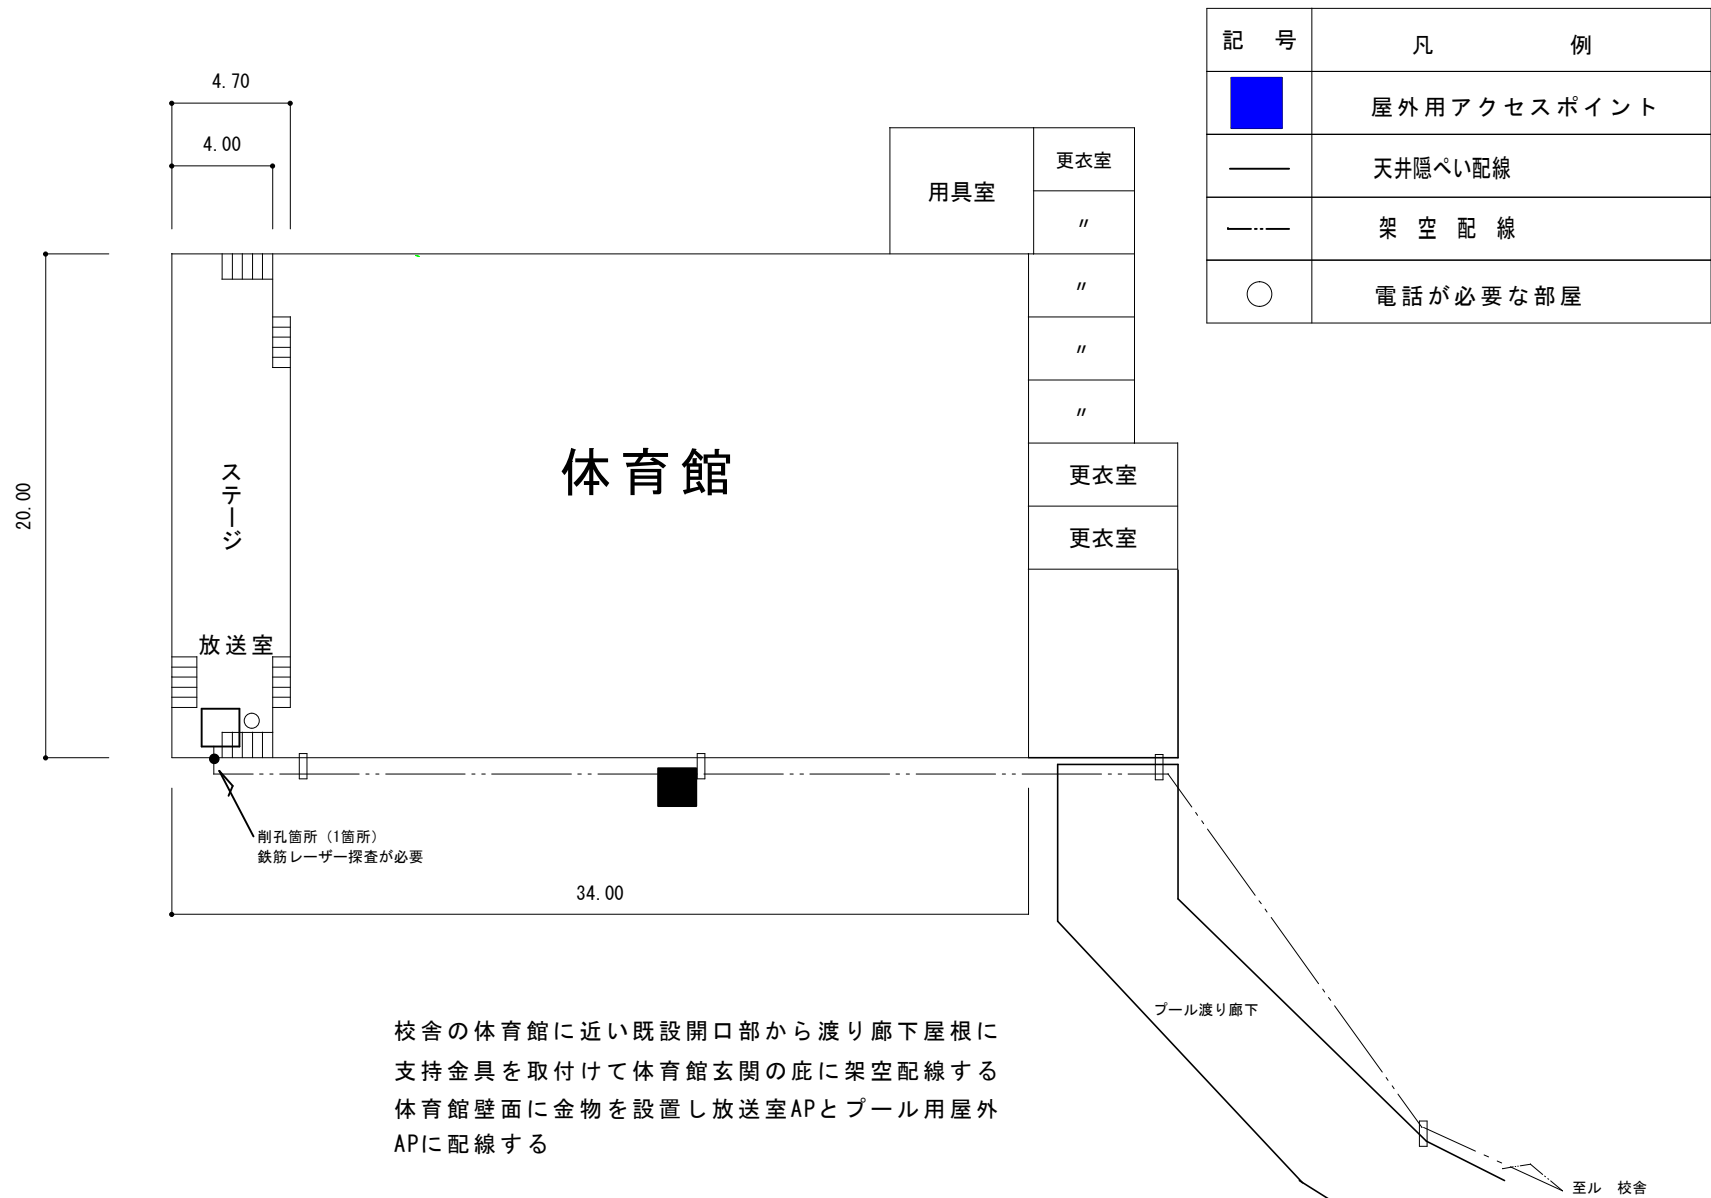 記 号
凡 例
屋外用アクセスポイント
天井隠ぺい配線
架 空 配 線
電話が必要な部屋
4.70
4.00
用具室
更衣室
〃
〃
〃
〃
体育館
ステージ
20.00
更衣室
更衣室
放送室
削孔箇所（1箇所）
鉄筋レーザー探査が必要
34.00
プール渡り廊下
校舎の体育館に近い既設開口部から渡り廊下屋根に
支持金具を取付けて体育館玄関の庇に架空配線する
体育館壁面に金物を設置し放送室APとプール用屋外
APに配線する
至ル 校舎